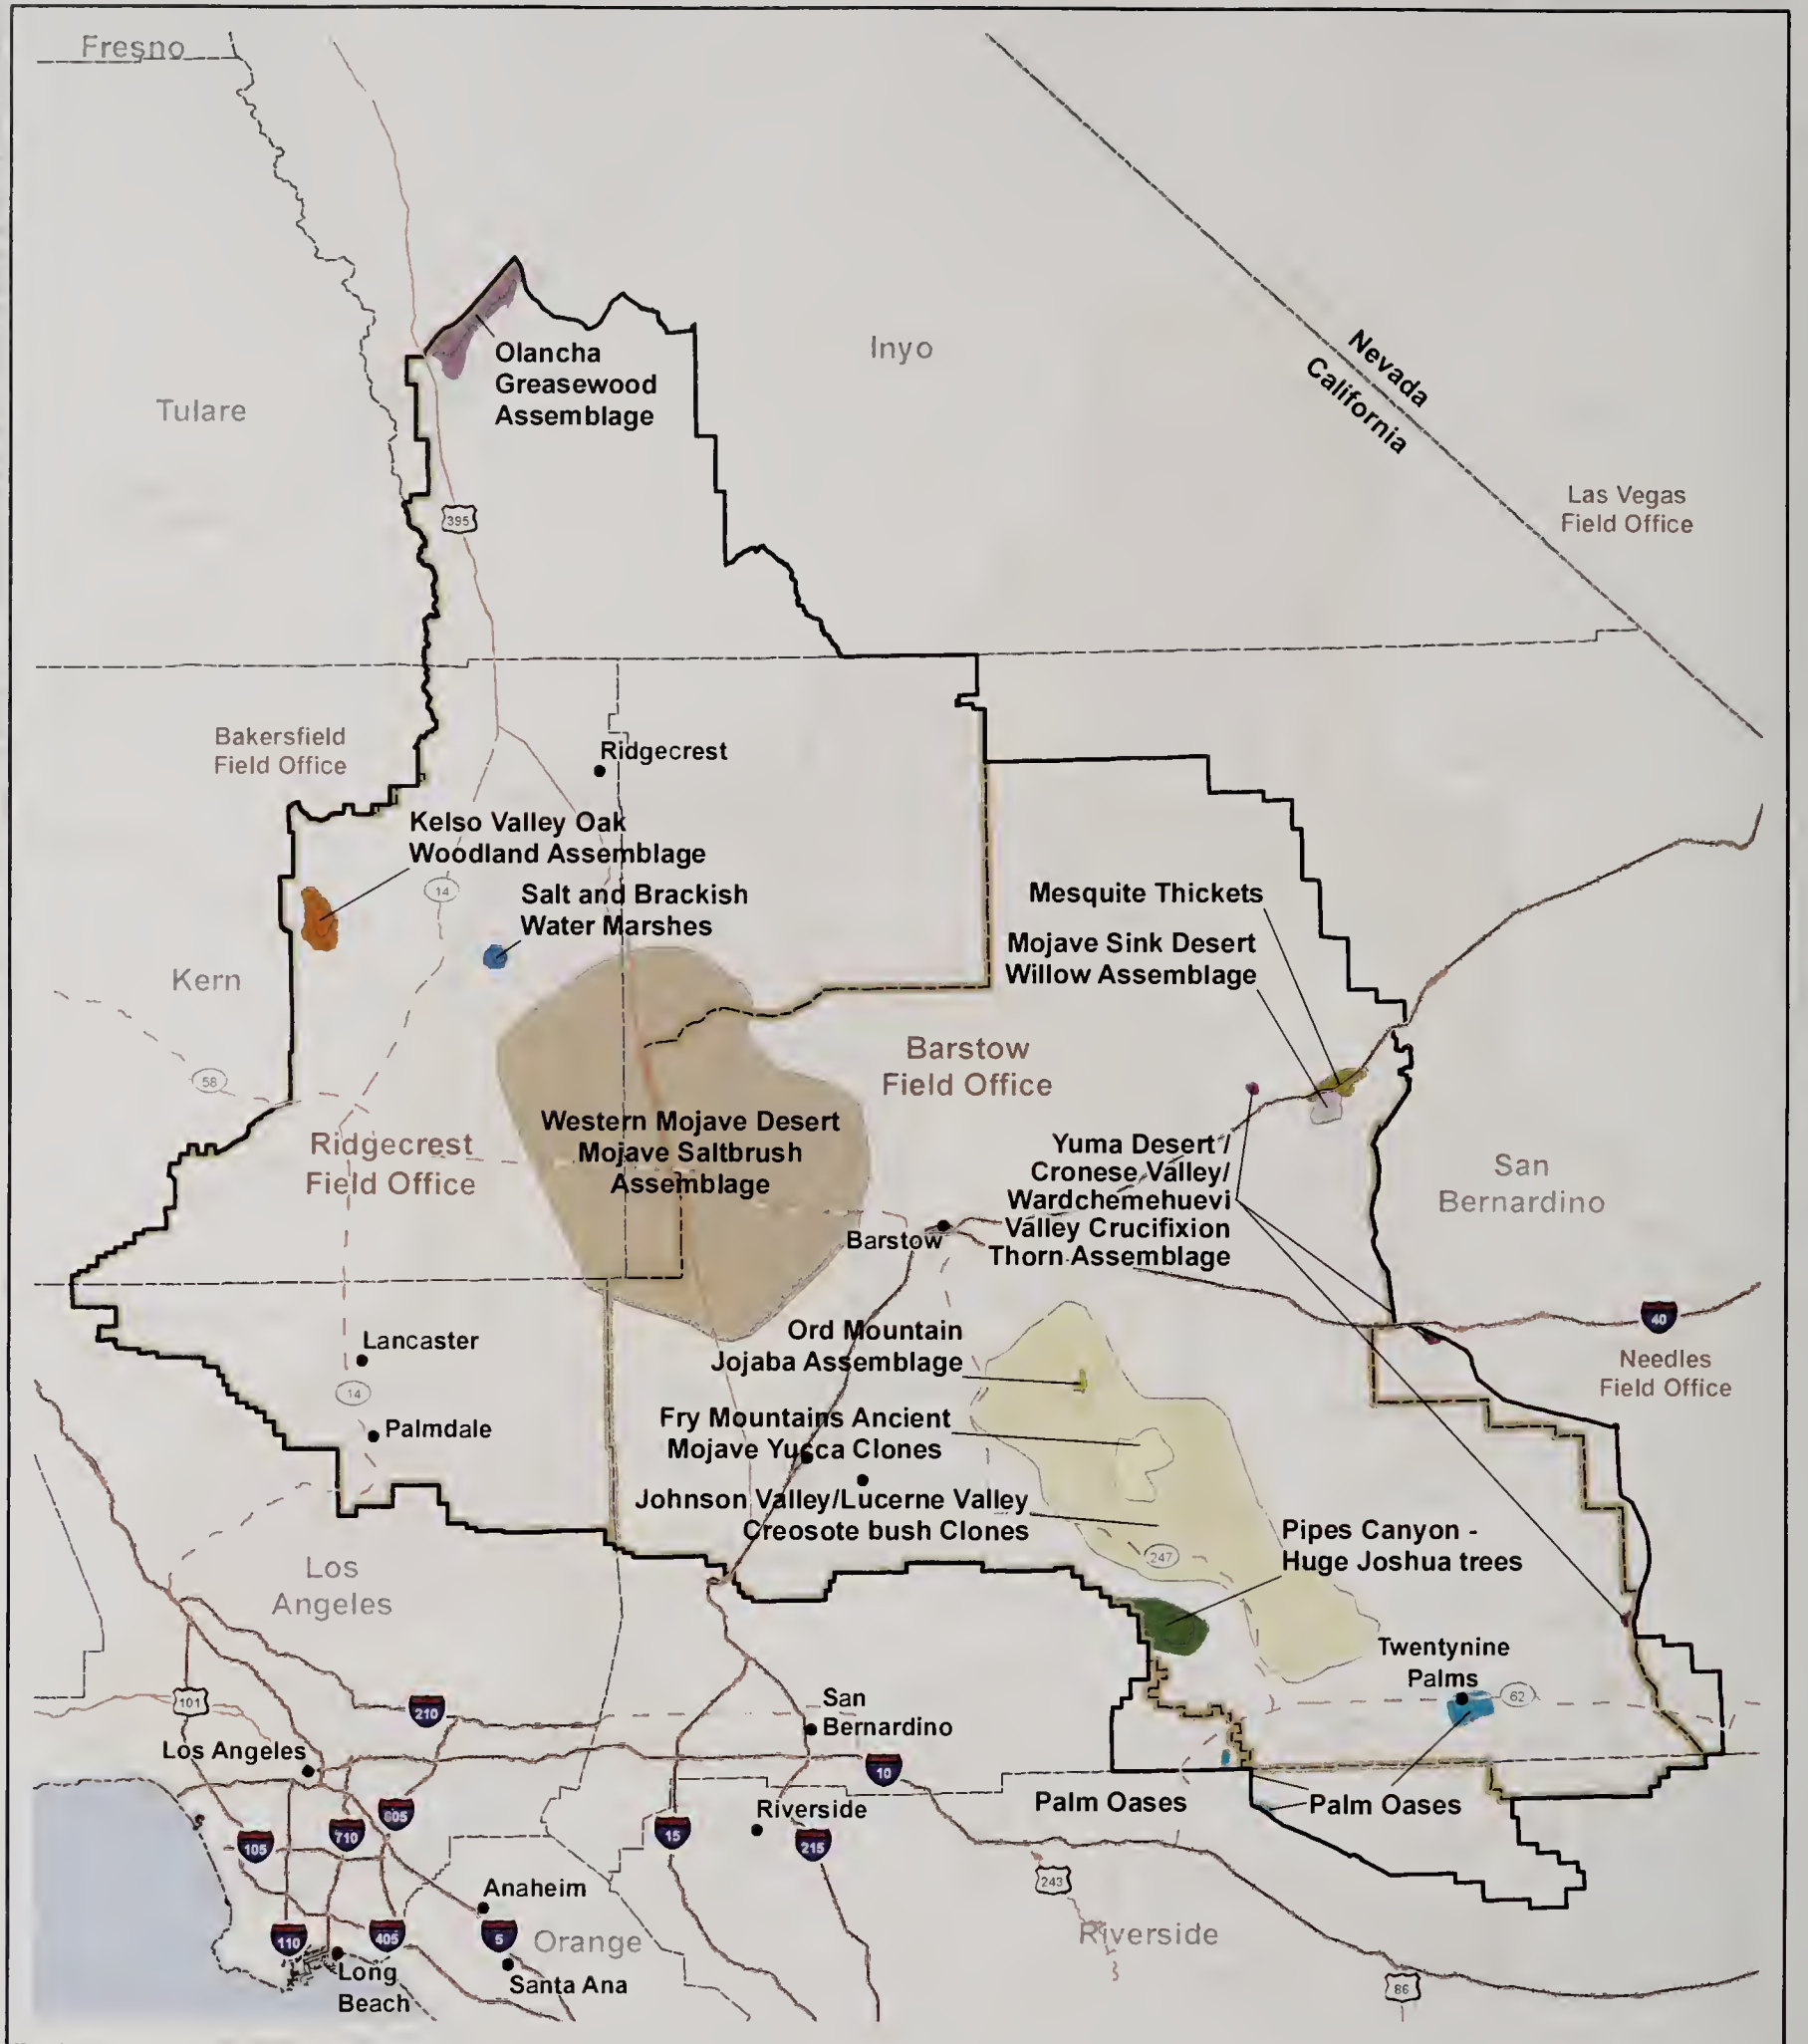 Fresno
Inyo
Nevada
California
Olancha
Greasewood
Assemblage
Tulare
Las Vegas
Field Office
395
Bakersfield
Field Office
Ridgecrest
Kelso Valley Oak
Woodland Assemblage
14
Salt and Brackish
Water Marshes
Mesquite Thickets
Mojave Sink Desert
Willow Assemblage
Kern
58
Barstow
Field Office
Ridgecrest
Field Office
Western Mojave Desert
Mojave Saltbrush
Assemblage
Yuma Desert /
Cronese Valley/
Wardchemehuevi
Valley Crucifixion
Thorn Assemblage
San
Bernardino
Barstow
40
Lancaster
Ord Mountain
Jojaba Assemblage
Needles
Field Office
14
Palmdale
Fry Mountains Ancient
Mojave Yucca Clones
Johnson Valley/Lucerne Valley
Creosote bush Clones
247
Pipes Canyon -
Huge Joshua trees
Los
Angeles
Twentynine
Palms
62
101
210
San
Bernardino
Los Angeles
10
Palm Oases
Palm Oases
605
105
710
15
Riverside
215
243
Anaheim
110
405
5
Orange
Riverside
Long
Beach
Santa Ana
86